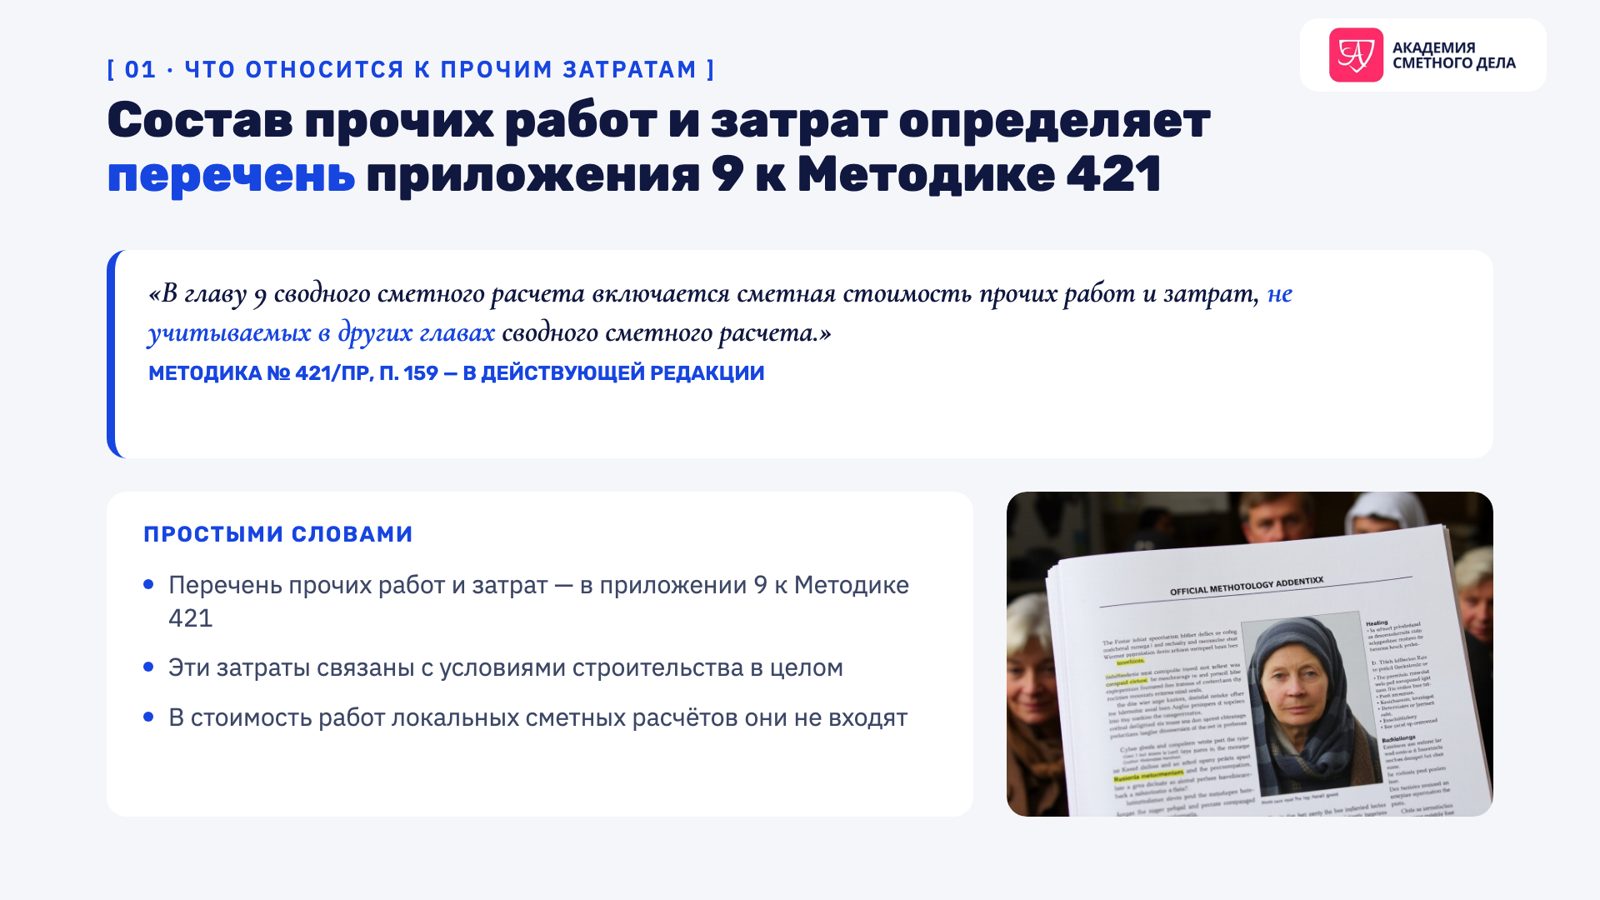 [ 01 · ЧТО ОТНОСИТСЯ К ПРОЧИМ ЗАТРАТАМ ]
АКАДЕМИЯ
СМЕТНОГО ДЕЛА
Состав прочих работ и затрат определяет
перечень приложения 9 к Методике 421
«В главу 9 сводного сметного расчета включается сметная стоимость прочих работ и затрат, не
учитываемых в других главах сводного сметного расчета.»
МЕТОДИКА № 421/ПР, П. 159 — В ДЕЙСТВУЮЩЕЙ РЕДАКЦИИ
ПРОСТЫМИ СЛОВАМИ
Перечень прочих работ и затрат — в приложении 9 к Методике
421
Эти затраты связаны с условиями строительства в целом
В стоимость работ локальных сметных расчётов они не входят
OFFICIAL METHOTOLOGY ADDENTIXX